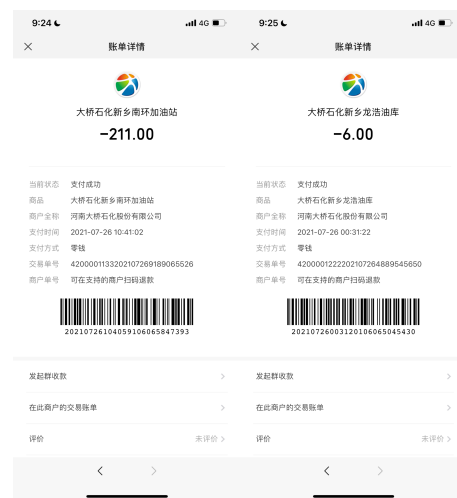 9:24
4G
账单详情
大桥石化新乡南环加油站
-211.00
当前状态 支付成功
商品 大桥石化新乡南环加油站
商户全称 河南大桥石化股份有限公司
支付时间 2021-07-26 10:41:02
支付方式 零钱
交易单号 4200001133202107269189065526
商户单号 可在支持的商户扫码退款
20210726104059106065847393
发起群收款
在此商户的交易账单
评价 未评价
9:25
4G
账单详情
大桥石化新乡龙浩油库
-6.00
当前状态 支付成功
商品 大桥石化新乡龙浩油库
商户全称 河南大桥石化股份有限公司
支付时间 2021-07-26 00:31:22
支付方式 零钱
交易单号 4200001222202107264889545650
商户单号 可在支持的商户扫码退款
20210726003120106065045430
发起群收款
在此商户的交易账单
评价 未评价